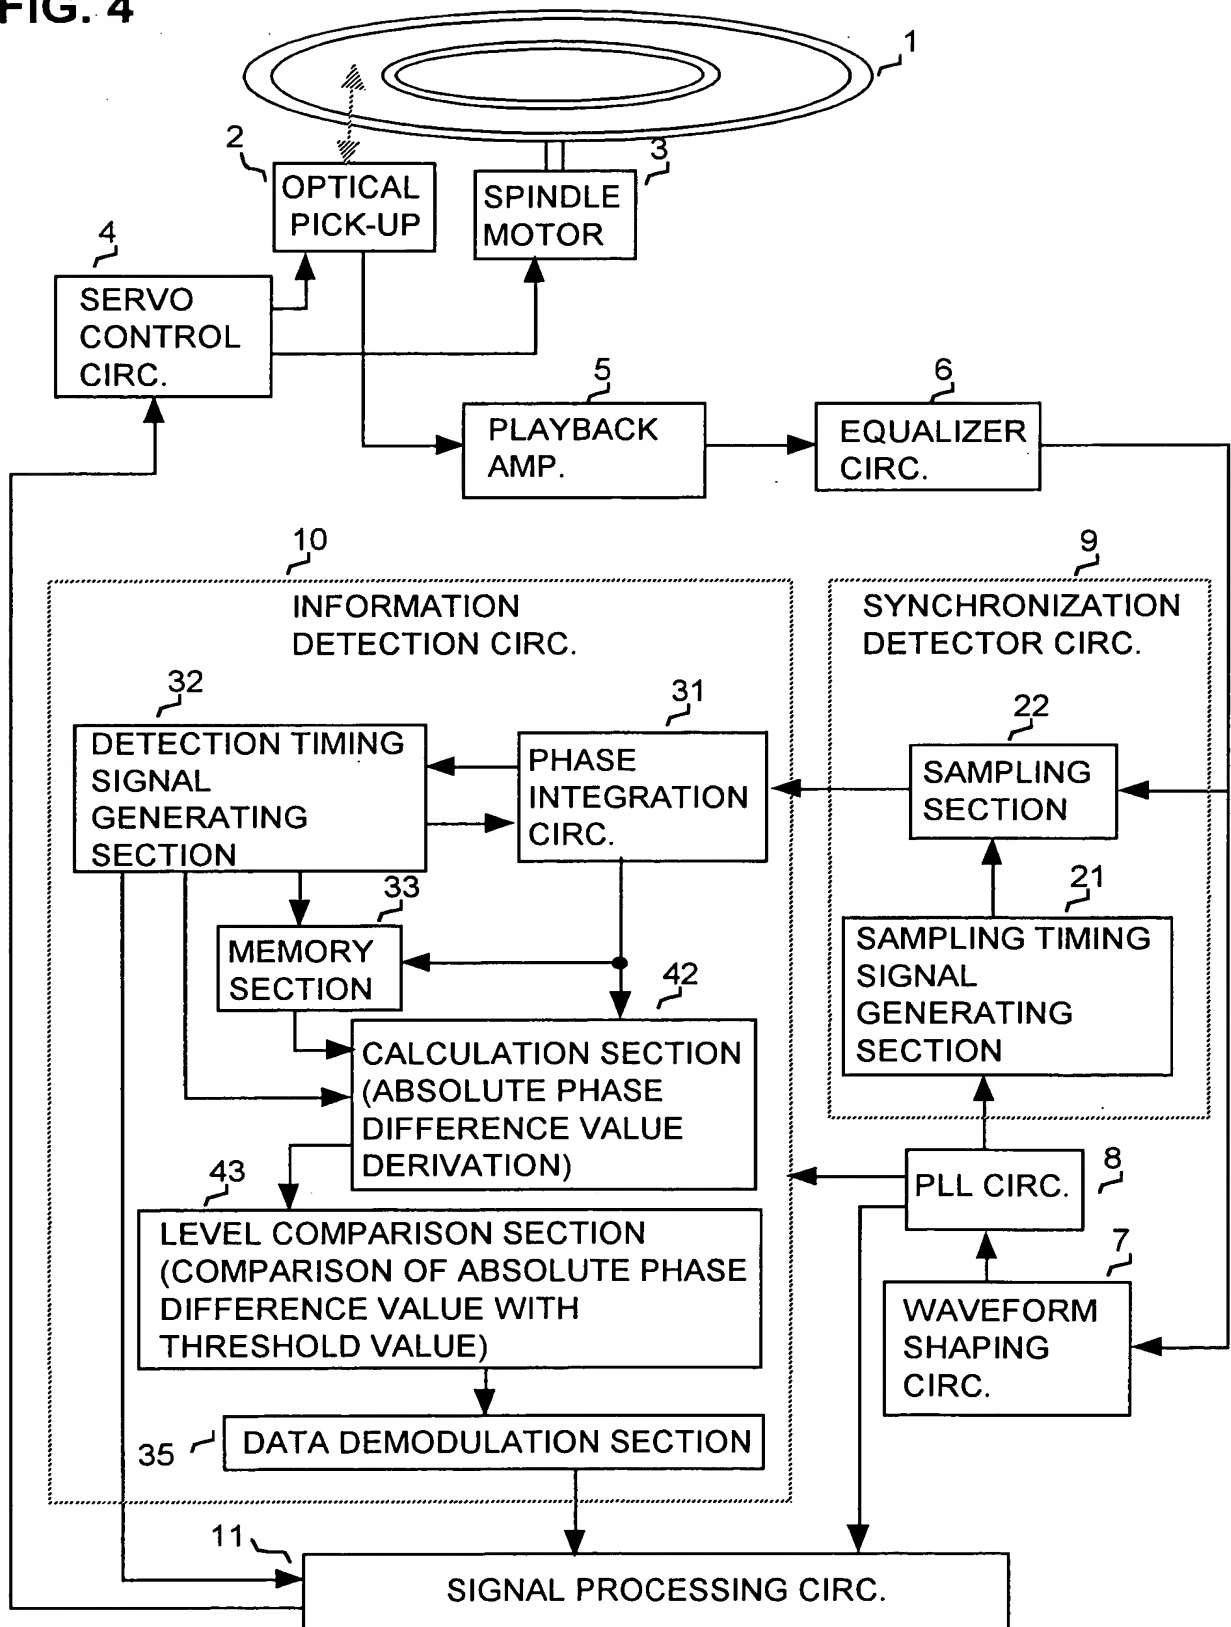 FIG. 4
1
2
OPTICAL
PICK-UP
3
SPINDLE
MOTOR
4
SERVO
CONTROL
CIRC.
5
PLAYBACK
AMP.
6
EQUALIZER
CIRC.
10
INFORMATION
DETECTION CIRC.
9
SYNCHRONIZATION
DETECTOR CIRC.
32
DETECTION TIMING
SIGNAL
GENERATING
SECTION
31
PHASE
INTEGRATION
CIRC.
22
SAMPLING
SECTION
33
MEMORY
SECTION
21
SAMPLING TIMING
SIGNAL
GENERATING
SECTION
42
CALCULATION SECTION
(ABSOLUTE PHASE
DIFFERENCE VALUE
DERIVATION)
8
PLL CIRC.
43
LEVEL COMPARISON SECTION
(COMPARISON OF ABSOLUTE PHASE
DIFFERENCE VALUE WITH
THRESHOLD VALUE)
7
WAVEFORM
SHAPING
CIRC.
35
DATA DEMODULATION SECTION
11
SIGNAL PROCESSING CIRC.